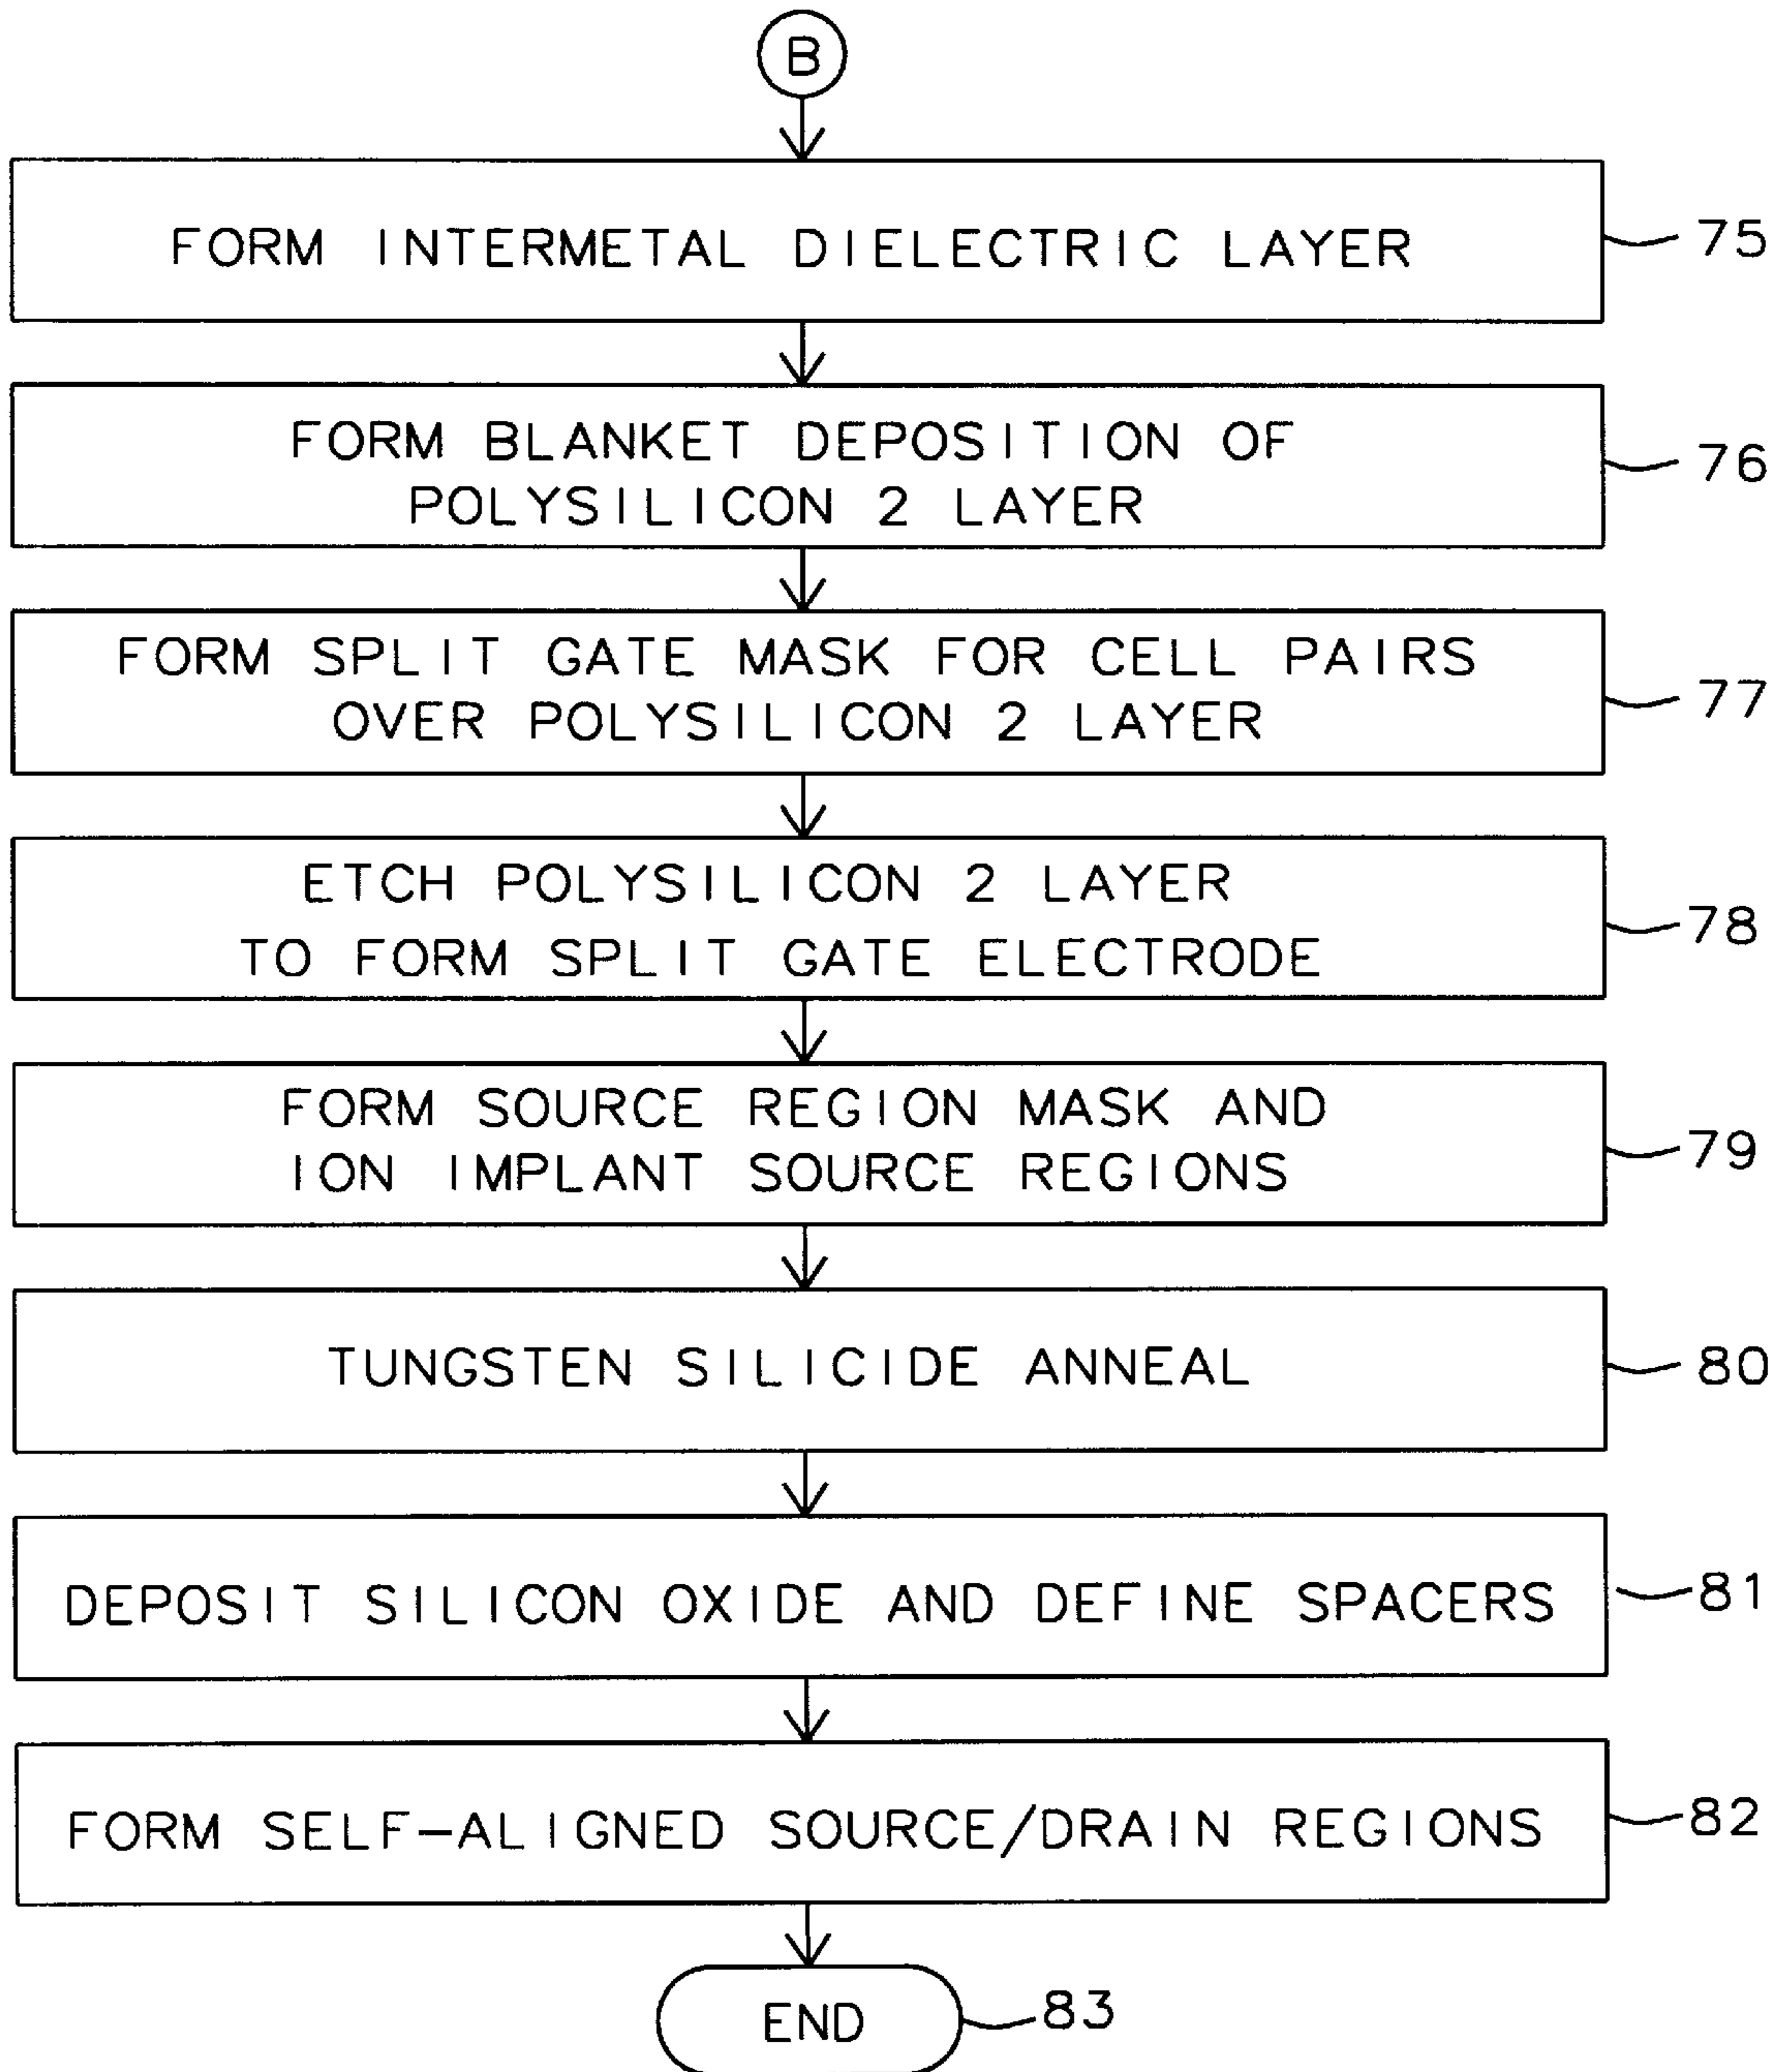 B
FORM INTERMETAL DIELECTRIC LAYER
75
FORM BLANKET DEPOSITION OF
POLYSILICON 2 LAYER
76
FORM SPLIT GATE MASK FOR CELL PAIRS
OVER POLYSILICON 2 LAYER
77
ETCH POLYSILICON 2 LAYER
TO FORM SPLIT GATE ELECTRODE
78
FORM SOURCE REGION MASK AND
ION IMPLANT SOURCE REGIONS
79
TUNGSTEN SILICIDE ANNEAL
80
DEPOSIT SILICON OXIDE AND DEFINE SPACERS
81
FORM SELF-ALIGNED SOURCE/DRAIN REGIONS
82
END
83